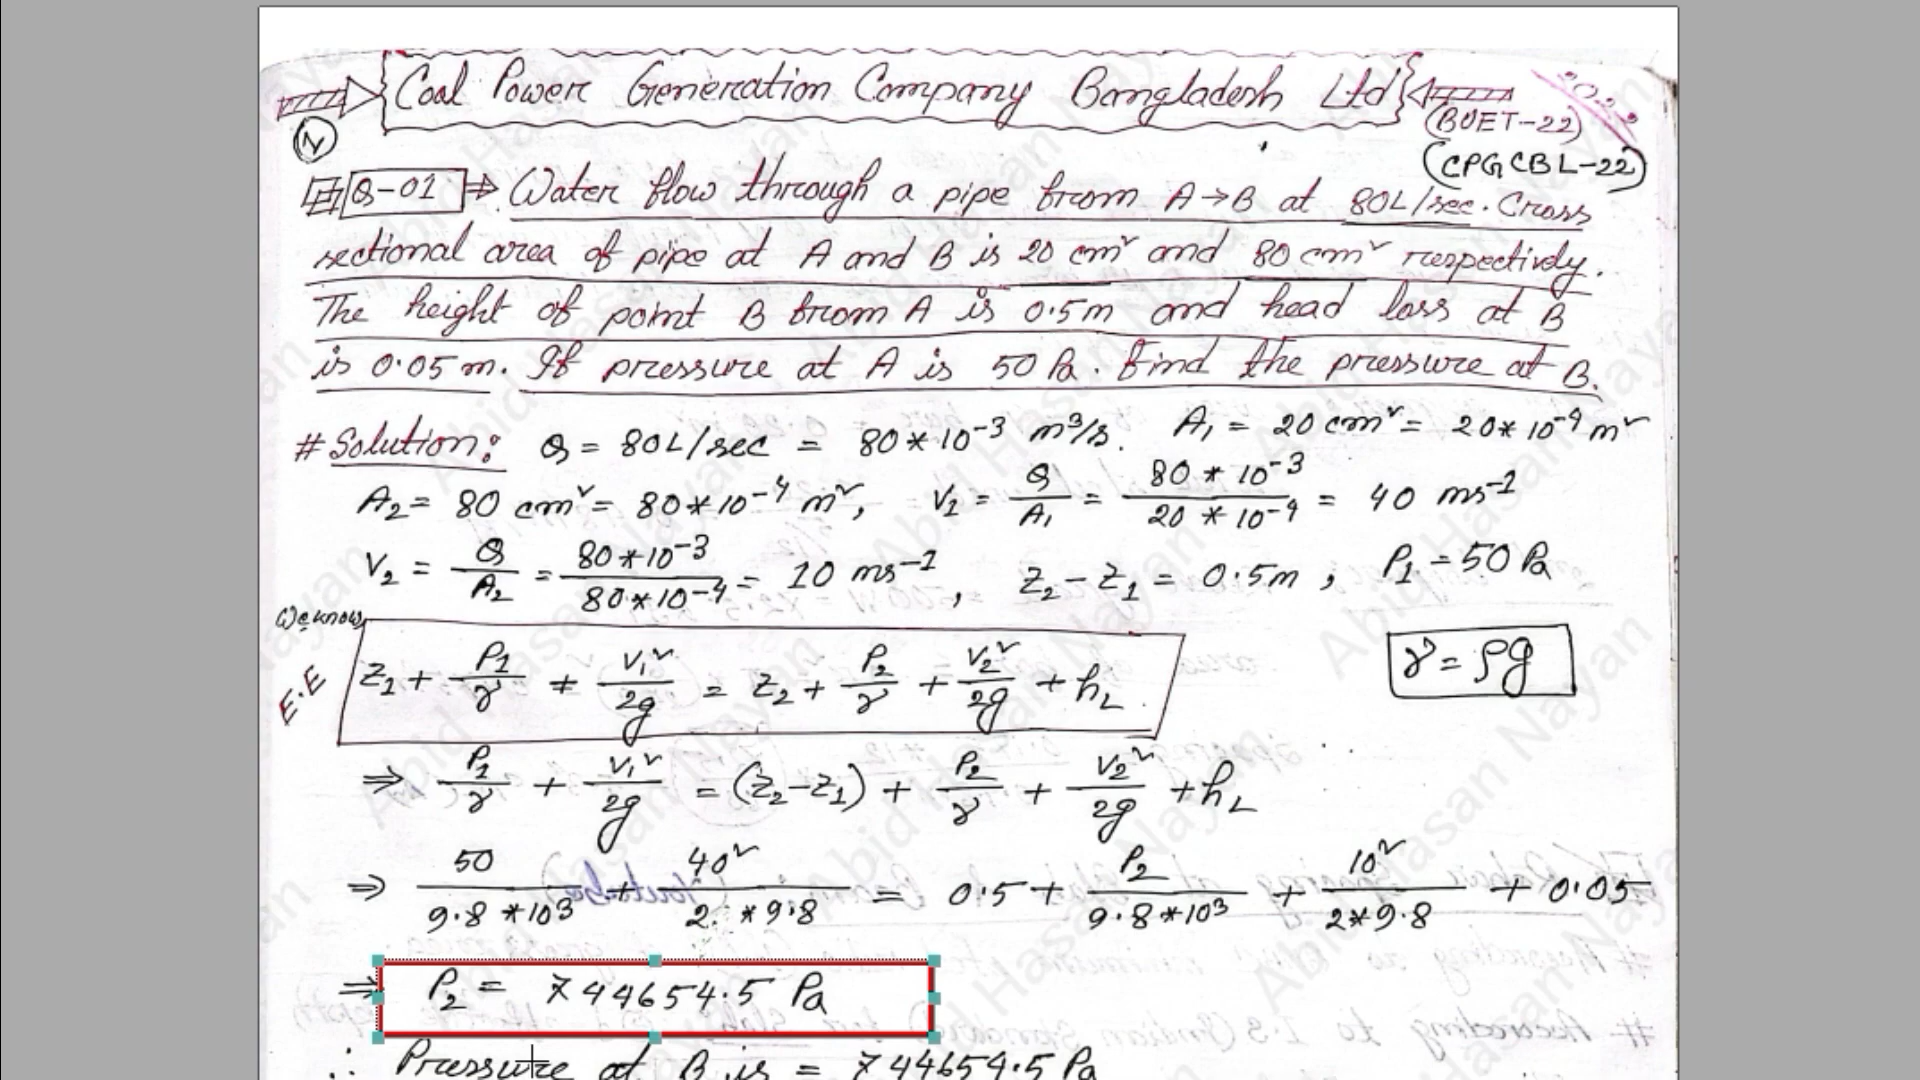 Coal Power Generation Company Bangladesh Ltd
(BUET-22)
N
(CPGCBL-22)
Q-01 ⇒ Water flow through a pipe from A→B at 80L/sec. Cross
sectional area of pipe at A and B is 20 cm² and 80 cm² respectively.
The height of point B from A is 0.5m and head loss at B
is 0.05 m. If pressure at A is 50 Pa. Find the pressure at B.
# Solution: Q = 80L/sec = 80*10⁻³ m³/s. A₁ = 20 cm² = 20*10⁻⁴ m²
A₂ = 80 cm² = 80*10⁻⁴ m², V₁ = Q/A₁ = (80*10⁻³)/(20*10⁻⁴) = 40 ms⁻¹
V₂ = Q/A₂ = (80*10⁻³)/(80*10⁻⁴) = 10 ms⁻¹, Z₂-Z₁ = 0.5m, P₁ = 50 Pa
We know,
E.E Z₁ + P₁/γ + V₁²/2g = Z₂ + P₂/γ + V₂²/2g + h_L. γ = ρg
⇒ P₁/γ + V₁²/2g = (Z₂-Z₁) + P₂/γ + V₂²/2g + h_L
⇒ 50/(9.8*10³) + 40²/(2*9.8) = 0.5 + P₂/(9.8*10³) + 10²/(2*9.8) + 0.05
⇒ P₂ = 744654.5 Pa
∴ Pressure at B is = 744654.5 Pa
Abid Hasan Nayan